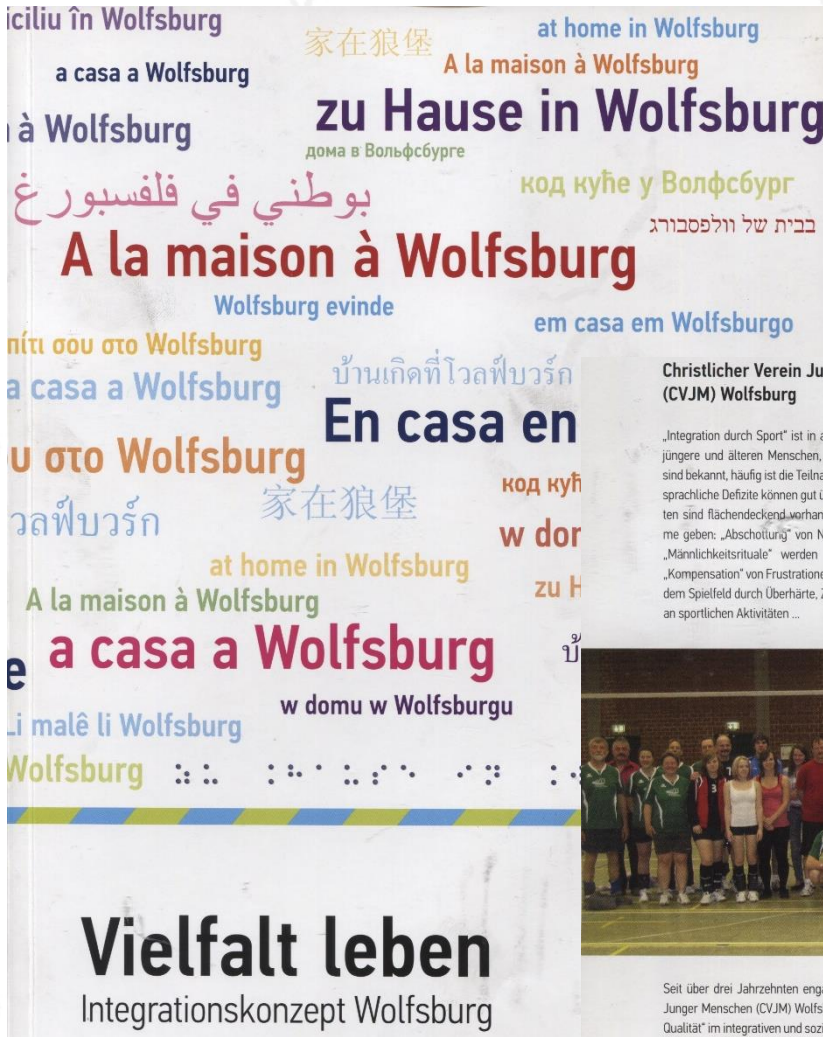 iciliu în Wolfsburg
家在狼堡
at home in Wolfsburg
a casa a Wolfsburg
A la maison à Wolfsburg
à Wolfsburg
zu Hause in Wolfsburg
дома в Вольфсбурге
بوطني في فلفسبورغ
код куће у Волфсбург
בבית של וולפסבורג
A la maison à Wolfsburg
Wolfsburg evinde
em casa em Wolfsburgo
πίτι σου στο Wolfsburg
a casa a Wolfsburg
บ้านเกิดที่โวลฟ์บวร์ก
En casa en
υ στο Wolfsburg
код кућ
วลฟ์บวร์ก
家在狼堡
w dor
at home in Wolfsburg
zu H
A la maison à Wolfsburg
e a casa a Wolfsburg
บ้
w domu w Wolfsburgu
Li malê li Wolfsburg
Wolfsburg
Vielfalt leben
Integrationskonzept Wolfsburg
Christlicher Verein Ju
(CVJM) Wolfsburg
„Integration durch Sport" ist in a
jüngere und älteren Menschen,
sind bekannt, häufig ist die Teilna
sprachliche Defizite können gut ü
ten sind flächendeckend vorhan
me geben: „Abschottung" von N
„Männlichkeitsrituale" werden
„Kompensation" von Frustratione
dem Spielfeld durch Überhärte, Z
an sportlichen Aktivitäten ...
Seit über drei Jahrzehnten enga
Junger Menschen (CVJM) Wolfs
Qualität" im integrativen und sozi